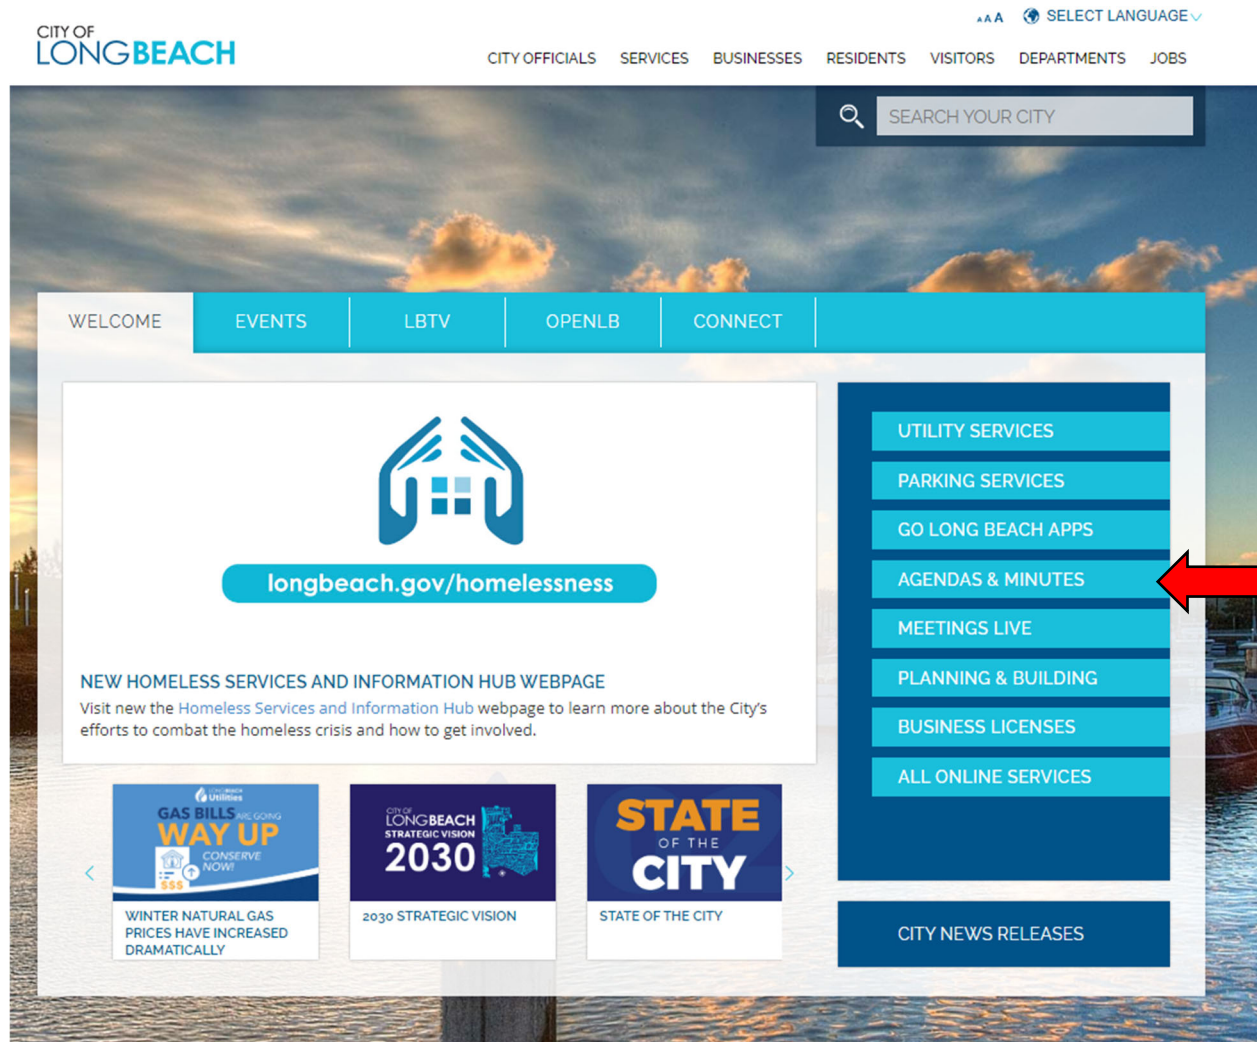 AAA SELECT LANGUAGE
CITY OF
LONGBEACH
CITY OFFICIALS SERVICES BUSINESSES RESIDENTS VISITORS DEPARTMENTS JOBS
SEARCH YOUR CITY
WELCOME EVENTS LBTV OPENLB CONNECT
longbeach.gov/homelessness
NEW HOMELESS SERVICES AND INFORMATION HUB WEBPAGE
Visit new the Homeless Services and Information Hub webpage to learn more about the City's
efforts to combat the homeless crisis and how to get involved.
UTILITY SERVICES
PARKING SERVICES
GO LONG BEACH APPS
AGENDAS & MINUTES
MEETINGS LIVE
PLANNING & BUILDING
BUSINESS LICENSES
ALL ONLINE SERVICES
LONGBEACH
Utilities
GAS BILLS ARE GOING
WAY UP
CONSERVE
NOW!
$$$
WINTER NATURAL GAS
PRICES HAVE INCREASED
DRAMATICALLY
CITY OF
LONGBEACH
STRATEGIC VISION
2030
2030 STRATEGIC VISION
STATE
OF THE
CITY
STATE OF THE CITY
CITY NEWS RELEASES